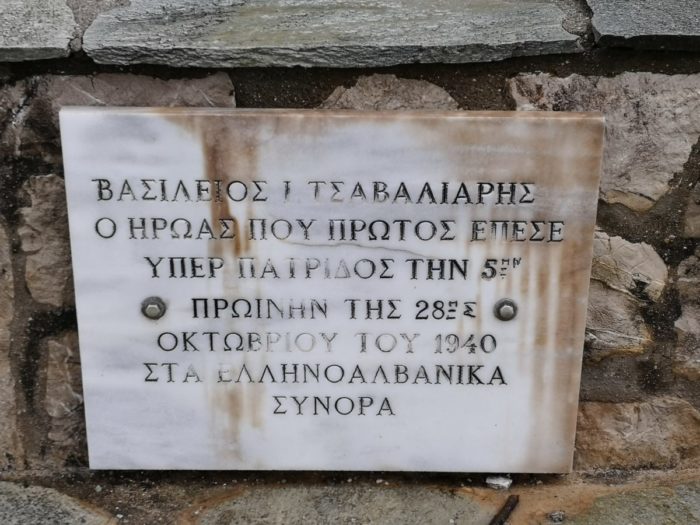 ΒΑΣΙΛΕΙΟΣ Ι ΤΣΑΒΑΛΙΑΡΗΣ
Ο ΗΡΩΑΣ ΠΟΥ ΠΡΩΤΟΣ ΕΠΕΣΕ
ΥΠΕΡ ΠΑΤΡΙΔΟΣ ΤΗΝ 5ΗΝ
ΠΡΩΙΝΗΝ ΤΗΣ 28ΗΣ
ΟΚΤΩΒΡΙΟΥ ΤΟΥ 1940
ΣΤΑ ΕΛΛΗΝΟΑΛΒΑΝΙΚΑ
ΣΥΝΟΡΑ